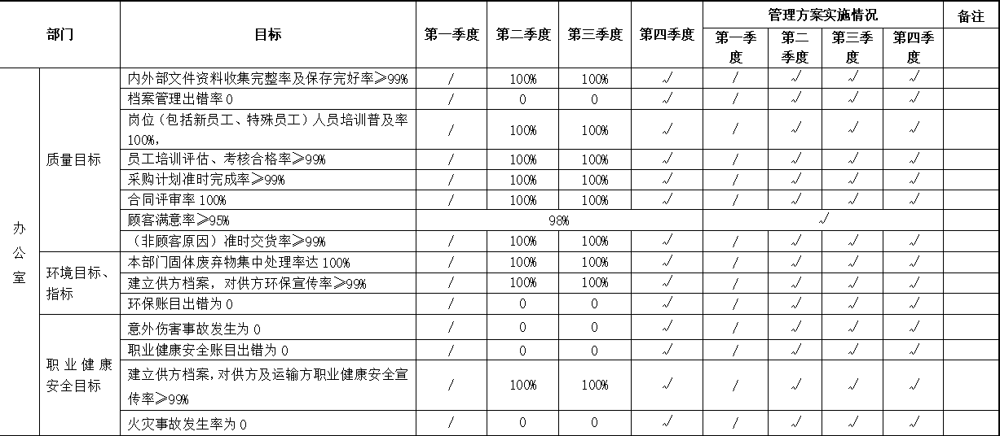 部门 目标 第一季度 第二季度 第三季度 第四季度 管理方案实施情况 备注
第一季度 第二季度 第三季度 第四季度
办公室
质量目标
内外部文件资料收集完整率及保存完好率≥99% / 100% 100% √ / √ √ √
档案管理出错率0 / 0 0 √ / √ √ √
岗位(包括新员工、特殊员工)人员培训普及率
100%, / 100% 100% √ / √ √ √
员工培训评估、考核合格率≥99% / 100% 100% √ / √ √ √
采购计划准时完成率≥99% / 100% 100% √ / √ √ √
合同评审率100% / 100% 100% √ / √ √ √
顾客满意率≥95% 98% √
(非顾客原因)准时交货率≥99% / 100% 100% √ / √ √ √
环境目标、
指标
本部门固体废弃物集中处理率达100% / 100% 100% √ / √ √ √
建立供方档案,对供方环保宣传率≥99% / 100% 100% √ / √ √ √
环保账目出错为0 / 0 0 √ / √ √ √
职业健康
安全目标
意外伤害事故发生为0 / 0 0 √ / √ √ √
职业健康安全账目出错为0 / 0 0 √ / √ √ √
建立供方档案,对供方及运输方职业健康安全宣
传率≥99% / 100% 100% √ / √ √ √
火灾事故发生率为0 / 0 0 √ / √ √ √